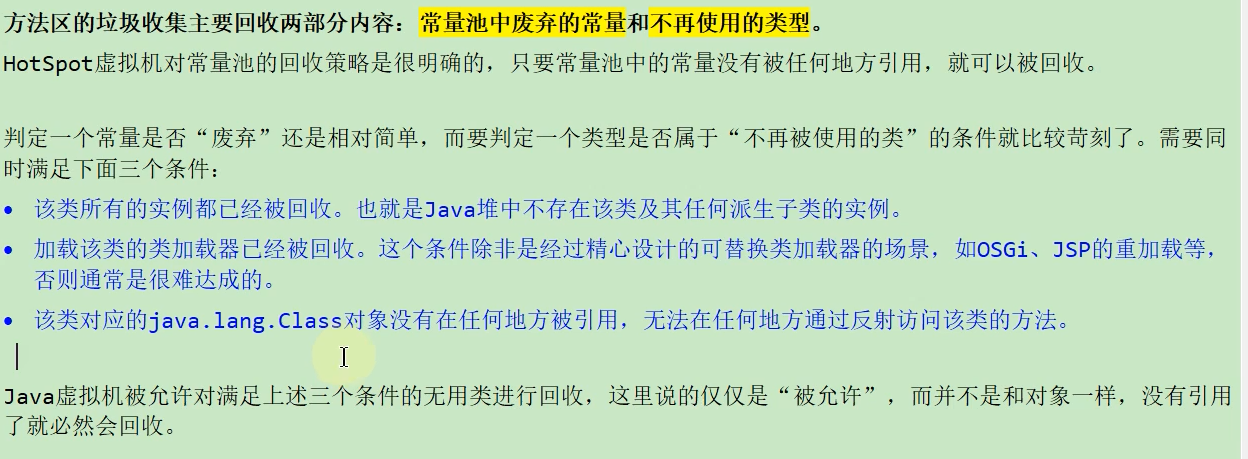 方法区的垃圾收集主要回收两部分内容：常量池中废弃的常量和不再使用的类型。
HotSpot虚拟机对常量池的回收策略是很明确的，只要常量池中的常量没有被任何地方引用，就可以被回收。
判定一个常量是否“废弃”还是相对简单，而要判定一个类型是否属于“不再被使用的类”的条件就比较苛刻了。需要同
时满足下面三个条件：
• 该类所有的实例都已经被回收。也就是Java堆中不存在该类及其任何派生子类的实例。
• 加载该类的类加载器已经被回收。这个条件除非是经过精心设计的可替换类加载器的场景，如OSGi、JSP的重加载等，
否则通常是很难达成的。
• 该类对应的java.lang.Class对象没有在任何地方被引用，无法在任何地方通过反射访问该类的方法。
Java虚拟机被允许对满足上述三个条件的无用类进行回收，这里说的仅仅是“被允许”，而并不是和对象一样，没有引用
了就必然会回收。